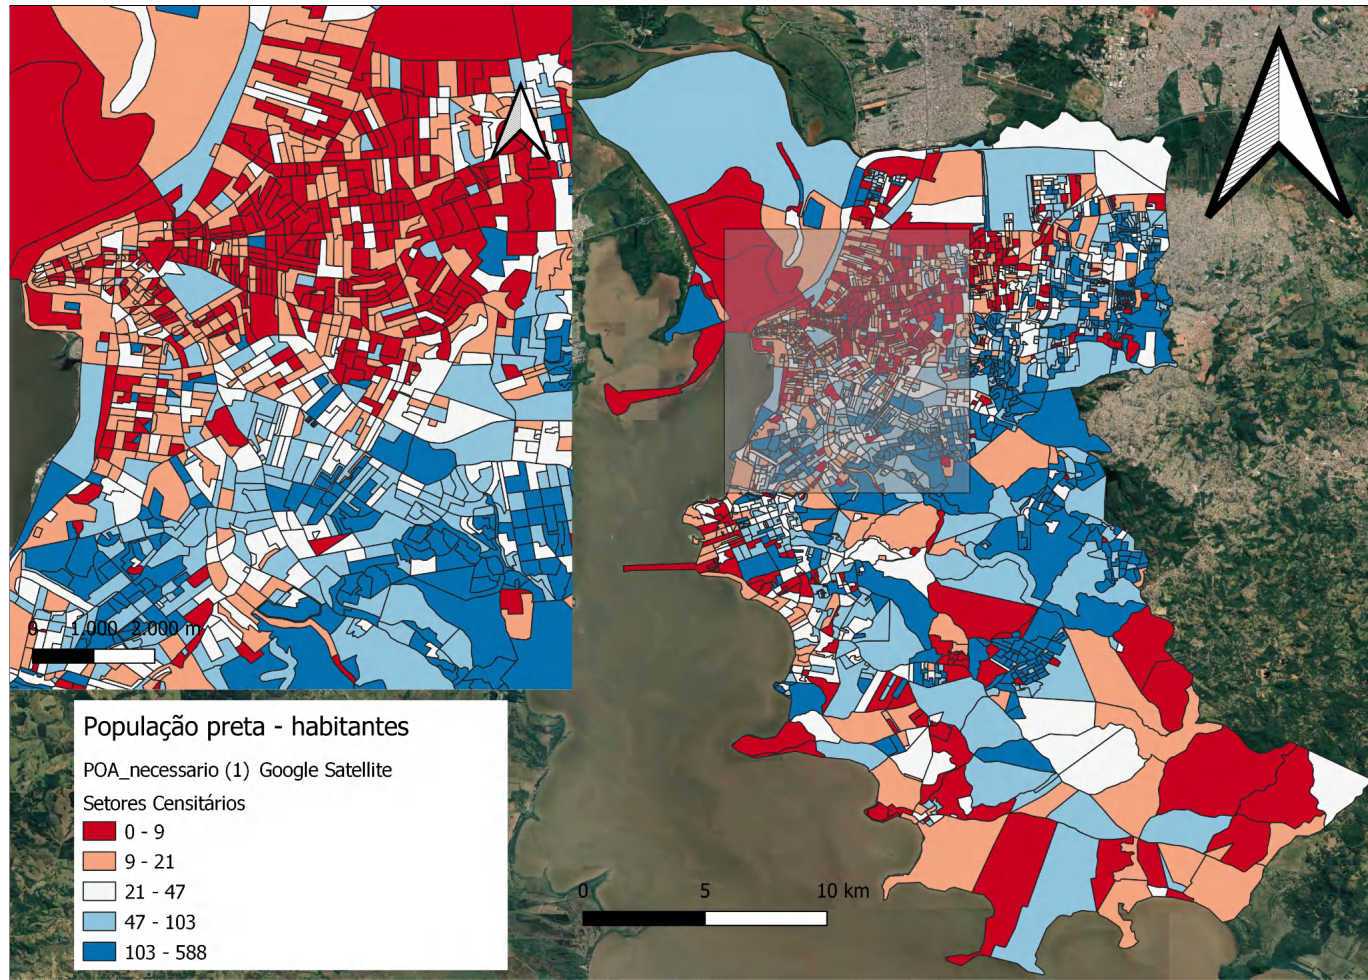 0 1.000 2.000 m
População preta - habitantes
POA_necessario (1) Google Satellite
Setores Censitários
0 - 9
9 - 21
21 - 47
47 - 103
103 - 588
0 5 10 km